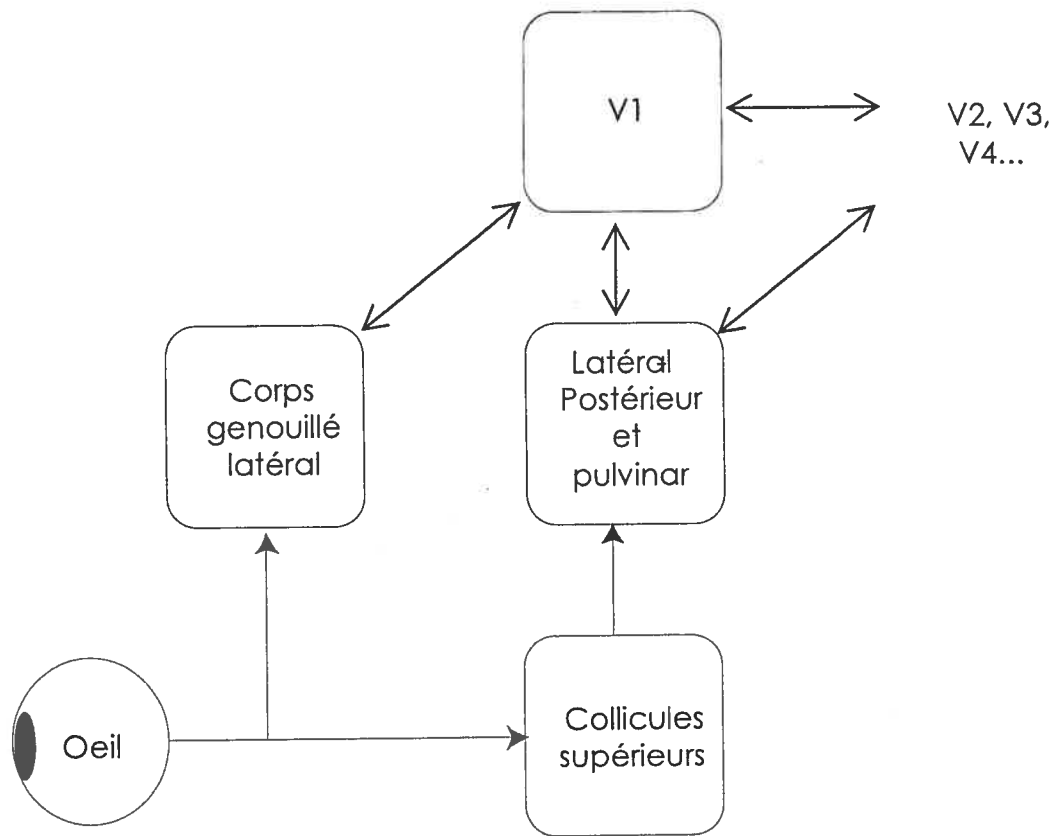 V1
V2, V3,
V4...
Corps
genouillé
latéral
Latéral
Postérieur
et
pulvinar
Oeil
Collicules
supérieurs